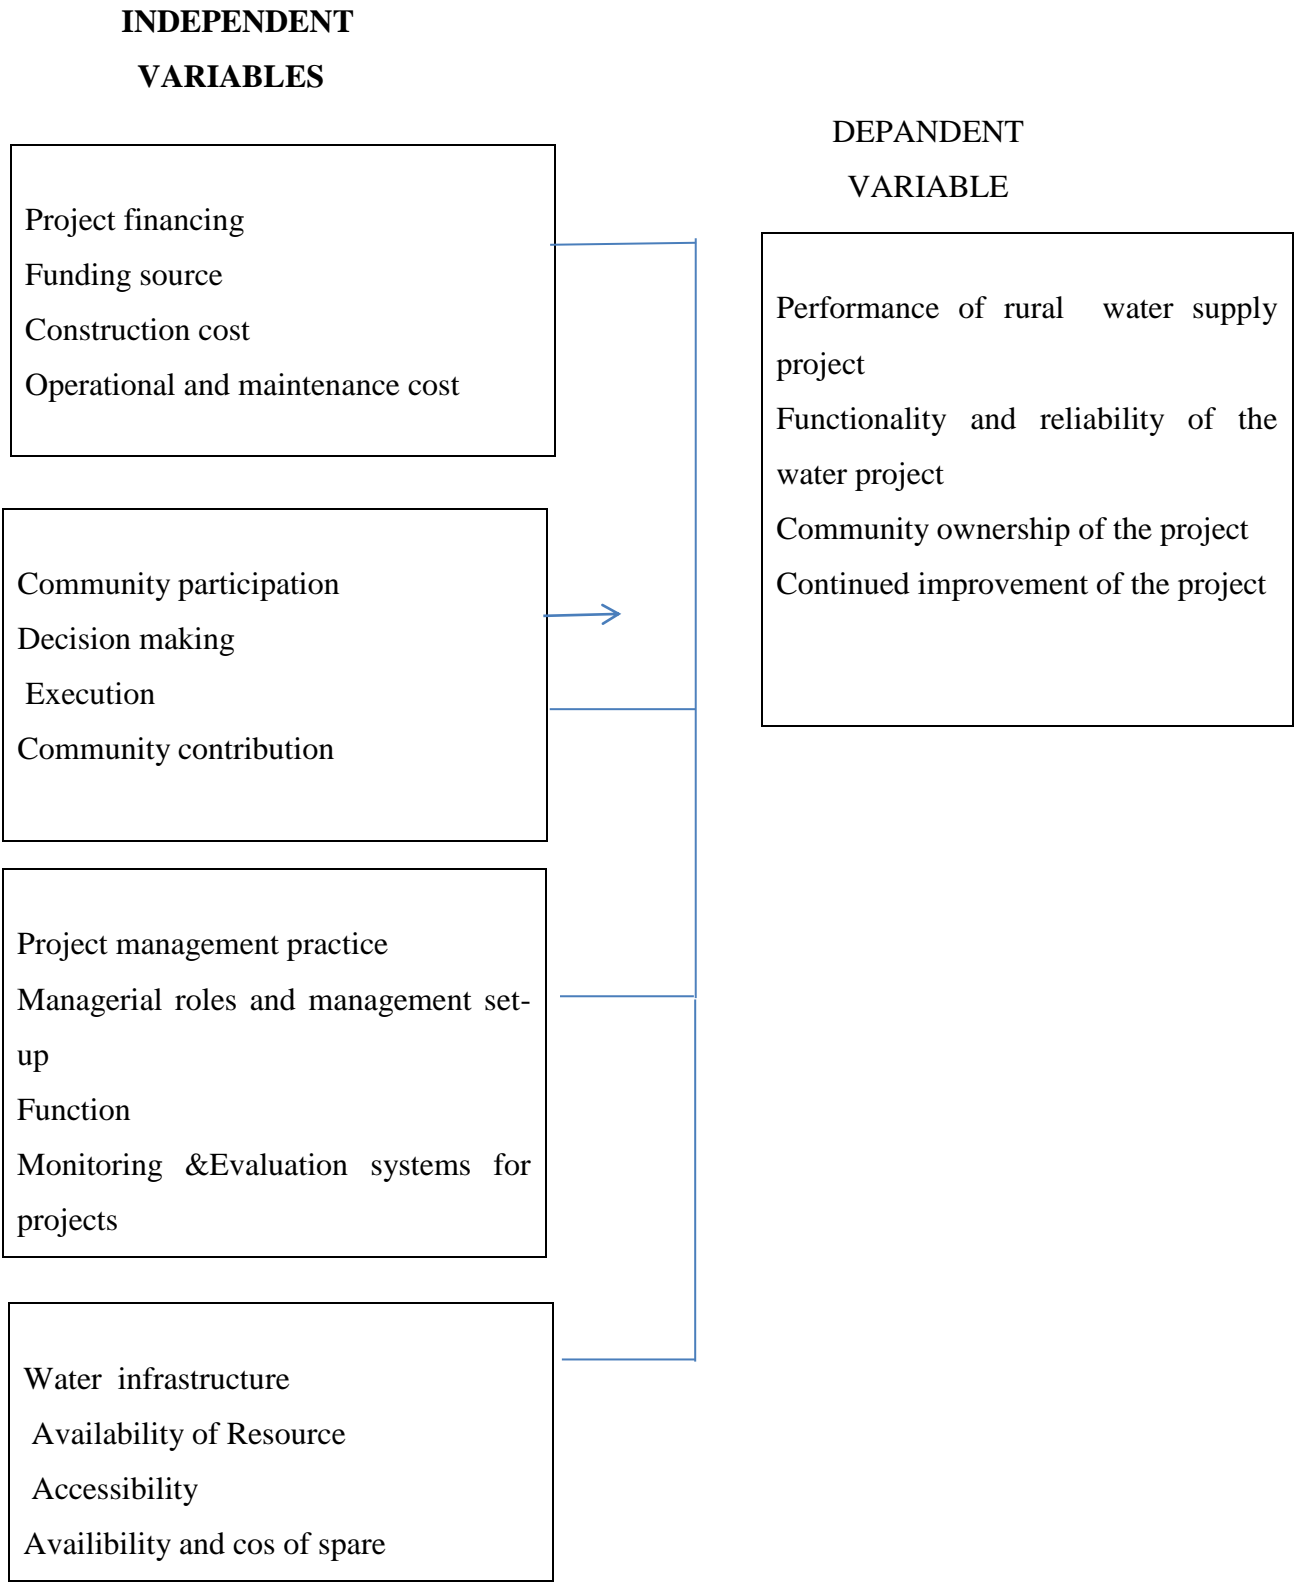 INDEPENDENT
VARIABLES
Project financing
Funding source
Construction cost
Operational and maintenance cost
Community participation
Decision making
Execution
Community contribution
Project management practice
Managerial roles and management set-
up
Function
Monitoring &Evaluation systems for
projects
Water infrastructure
Availability of Resource
Accessibility
Availibility and cos of spare
DEPANDENT
VARIABLE
Performance of rural water supply
project
Functionality and reliability of the
water project
Community ownership of the project
Continued improvement of the project